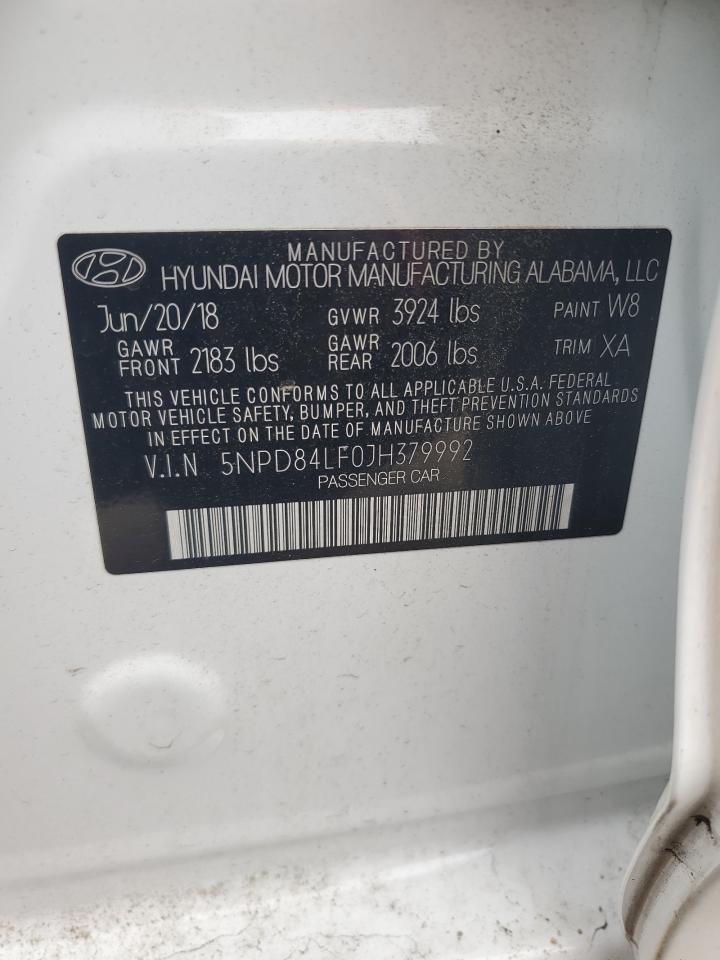 MANUFACTURED BY
HYUNDAI MOTOR MANUFACTURING ALABAMA, LLC
Jun/20/18 GVWR 3924 lbs PAINT W8
GAWR FRONT 2183 lbs GAWR REAR 2006 lbs TRIM XA
THIS VEHICLE CONFORMS TO ALL APPLICABLE U.S.A. FEDERAL
MOTOR VEHICLE SAFETY, BUMPER, AND THEFT PREVENTION STANDARDS
IN EFFECT ON THE DATE OF MANUFACTURE SHOWN ABOVE
V.I.N 5NPD84LF0JH379992
PASSENGER CAR